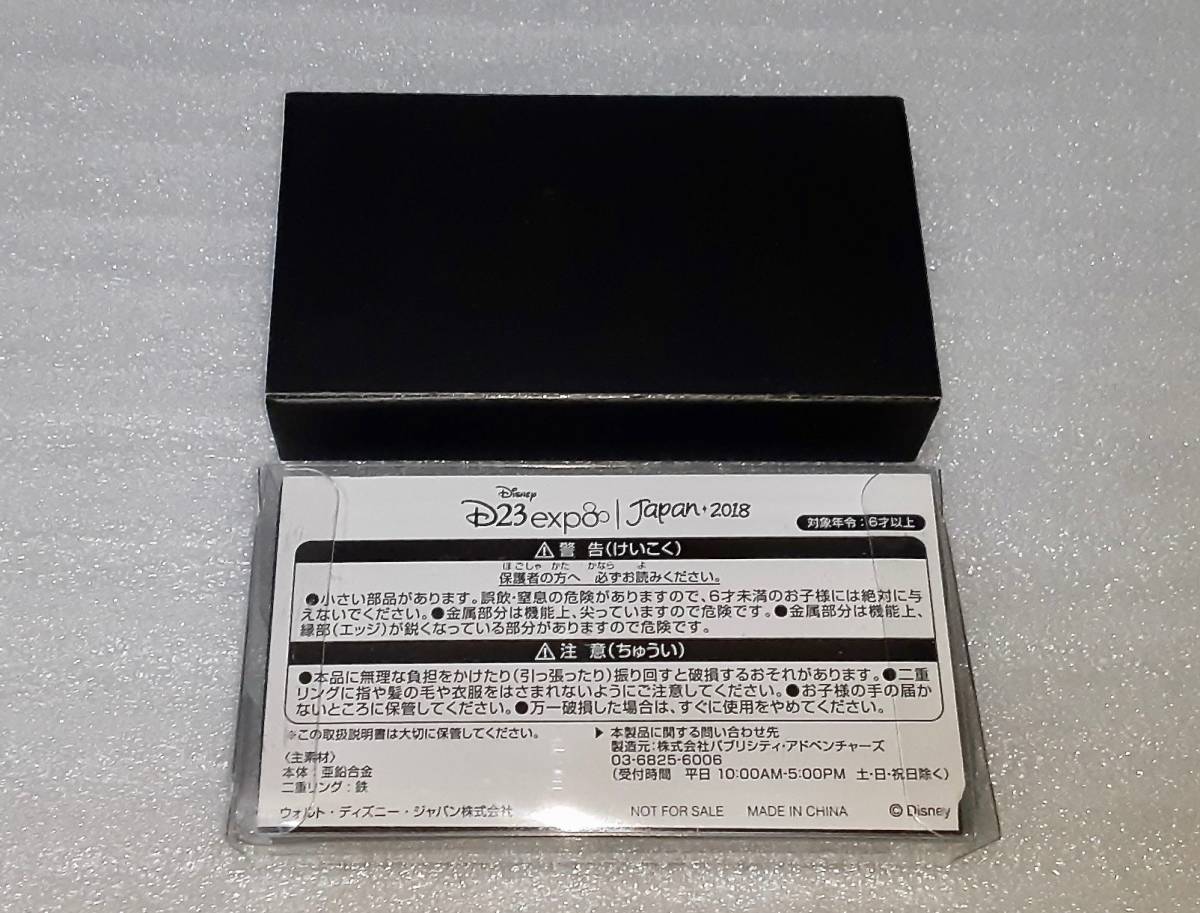 Disney
D23 expo | Japan 2018
対象年令：6才以上
⚠警 告(けいこく)
ほごしゃ かた かなら よ
保護者の方へ 必ずお読みください。
●小さい部品があります。誤飲・窒息の危険がありますので、6才未満のお子様には絶対に与
えないでください。●金属部分は機能上、尖っていますので危険です。●金属部分は機能上、
縁部(エッジ)が鋭くなっている部分がありますので危険です。
⚠注 意(ちゅうい)
●本品に無理な負担をかけたり(引っ張ったり)振り回すと破損するおそれがあります。●二重
リングに指や髪の毛や衣服をはさまれないようにご注意してください。●お子様の手の届か
ないところに保管してください。●万一破損した場合は、すぐに使用をやめてください。
※この取扱説明書は大切に保管してください。
〈主素材〉
本体：亜鉛合金
二重リング：鉄
▶ 本製品に関する問い合わせ先
製造元：株式会社パブリシティ・アドベンチャーズ
03-6825-6006
(受付時間 平日 10:00AM-5:00PM 土・日・祝日除く)
ウォルト・ディズニー・ジャパン株式会社 NOT FOR SALE MADE IN CHINA © Disney